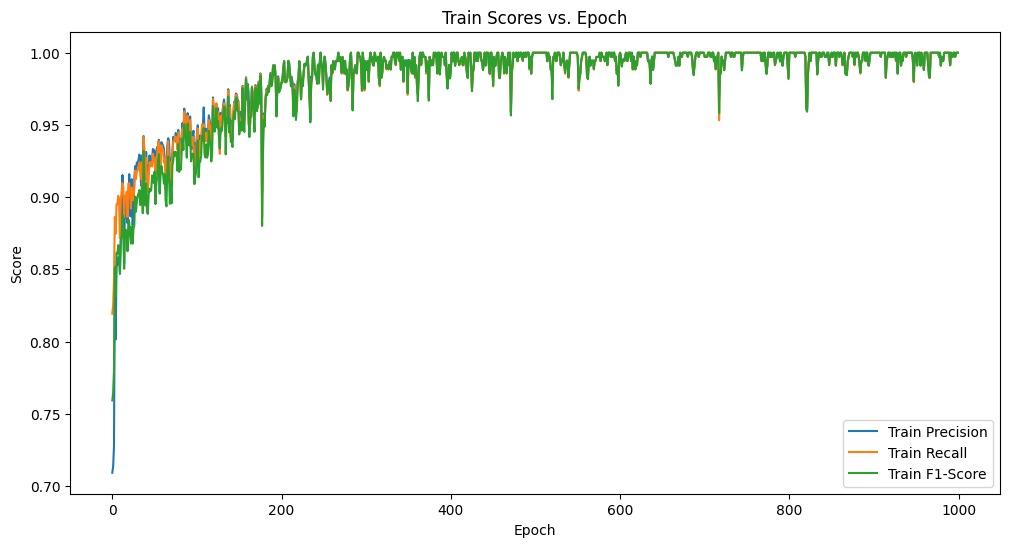 Train Scores vs. Epoch
1.00
0.95
0.90
0.85
0.80
0.75
0.70
Score
0
200
400
600
800
1000
Epoch
Train Precision
Train Recall
Train F1-Score